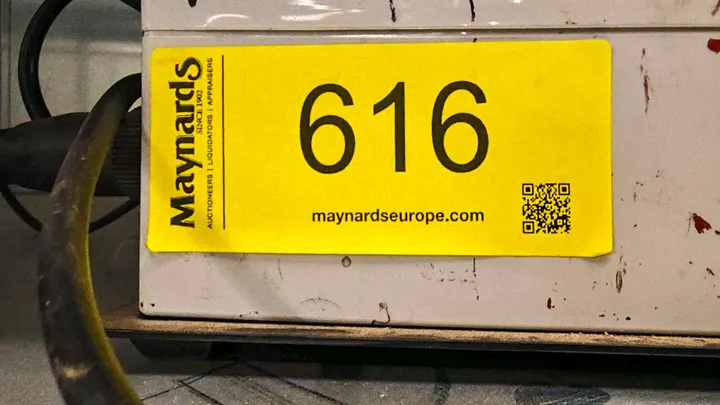 Maynards
SINCE 1902
AUCTIONEERS | LIQUIDATORS | APPRAISERS
616
maynardseurope.com